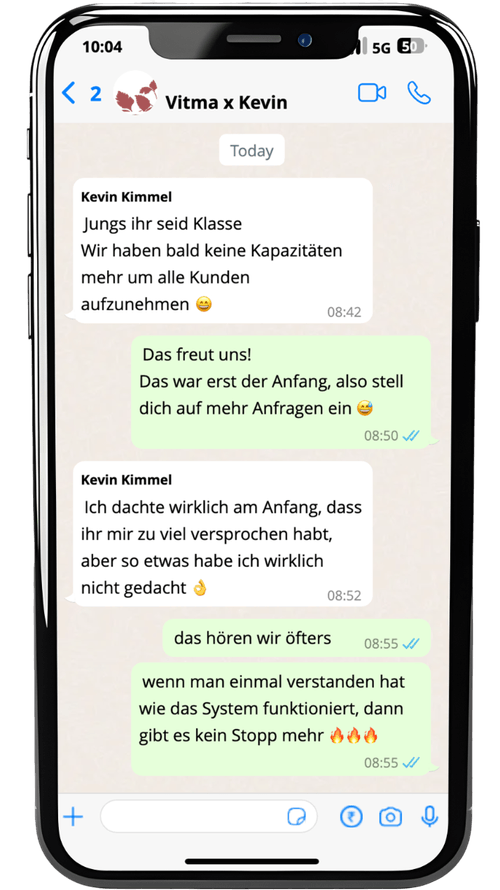 10:04
5G
50
2
Vitma x Kevin
Today
Kevin Kimmel
Jungs ihr seid Klasse
Wir haben bald keine Kapazitäten
mehr um alle Kunden
aufzunehmen 😄
08:42
Das freut uns!
Das war erst der Anfang, also stell
dich auf mehr Anfragen ein 😅
08:50
Kevin Kimmel
Ich dachte wirklich am Anfang, dass
ihr mir zu viel versprochen habt,
aber so etwas habe ich wirklich
nicht gedacht 👌
08:52
das hören wir öfters
08:55
wenn man einmal verstanden hat
wie das System funktioniert, dann
gibt es kein Stopp mehr 🔥🔥🔥
08:55
₹